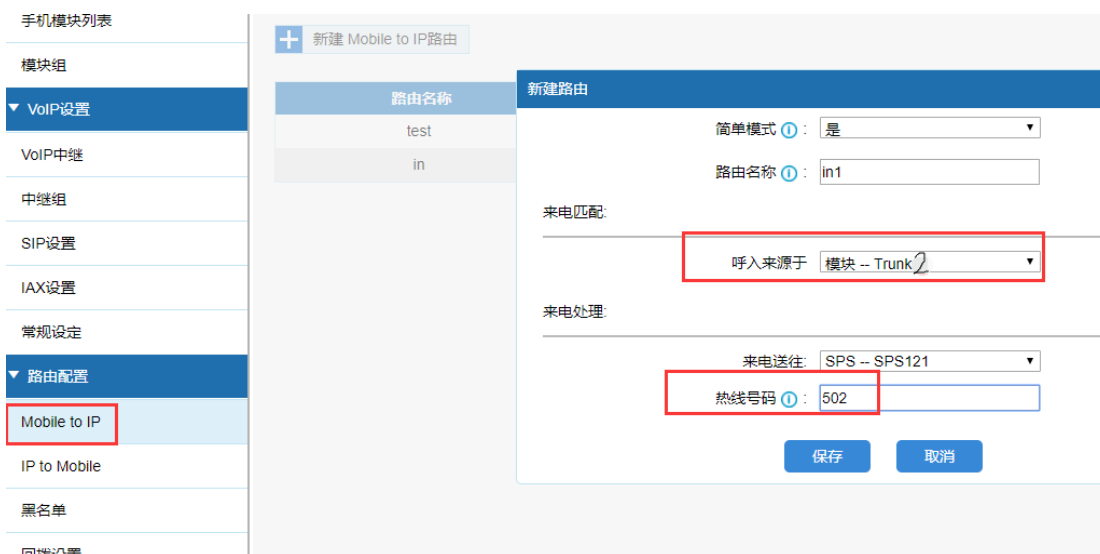 手机模块列表
模块组
VoIP设置
VoIP中继
中继组
SIP设置
IAX设置
常规设定
路由配置
Mobile to IP
IP to Mobile
黑名单
回拨设置
新建 Mobile to IP路由
路由名称
test
in
新建路由
简单模式 : 是
路由名称 : in1
来电匹配:
呼入来源于 模块 -- Trunk2
来电处理:
来电送往: SPS -- SPS121
热线号码 : 502
保存 取消